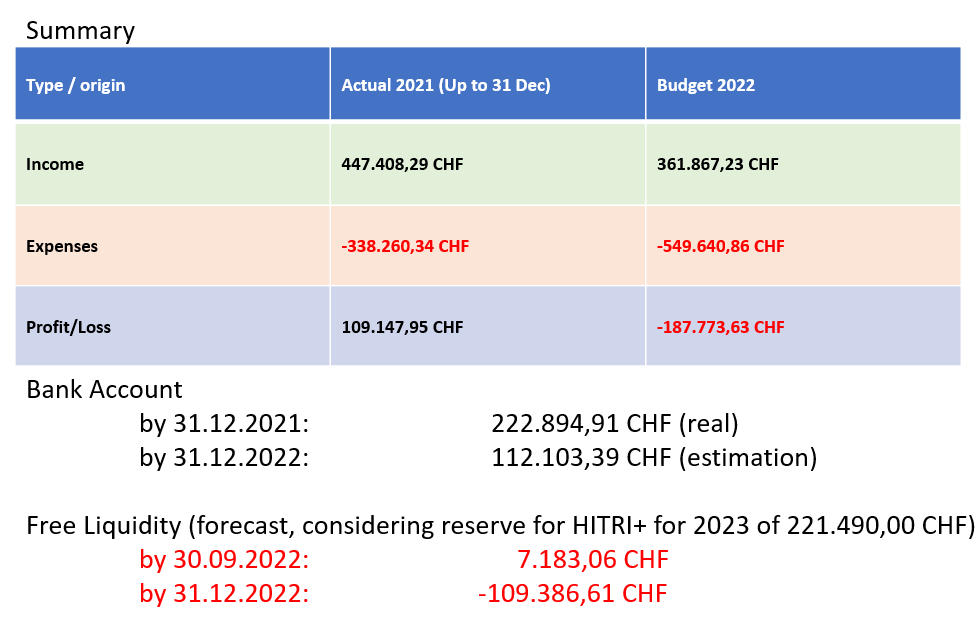 Summary
Type / origin Actual 2021 (Up to 31 Dec) Budget 2022
Income 447.408,29 CHF 361.867,23 CHF
Expenses -338.260,34 CHF -549.640,86 CHF
Profit/Loss 109.147,95 CHF -187.773,63 CHF
Bank Account
by 31.12.2021: 222.894,91 CHF (real)
by 31.12.2022: 112.103,39 CHF (estimation)
Free Liquidity (forecast, considering reserve for HITRI+ for 2023 of 221.490,00 CHF)
by 30.09.2022: 7.183,06 CHF
by 31.12.2022: -109.386,61 CHF